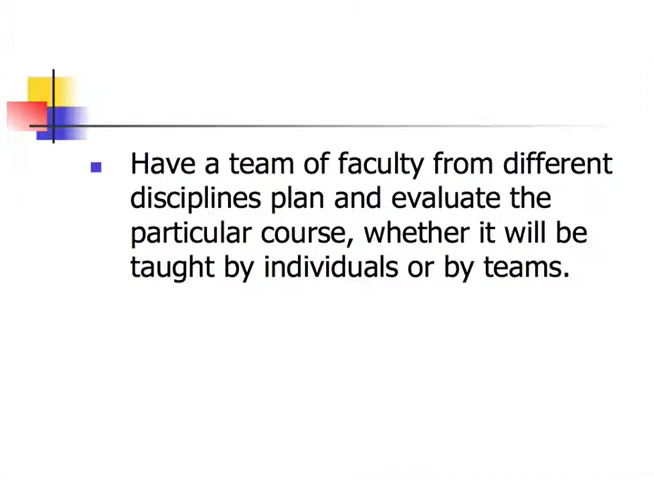 Have a team of faculty from different
disciplines plan and evaluate the
particular course, whether it will be
taught by individuals or by teams.